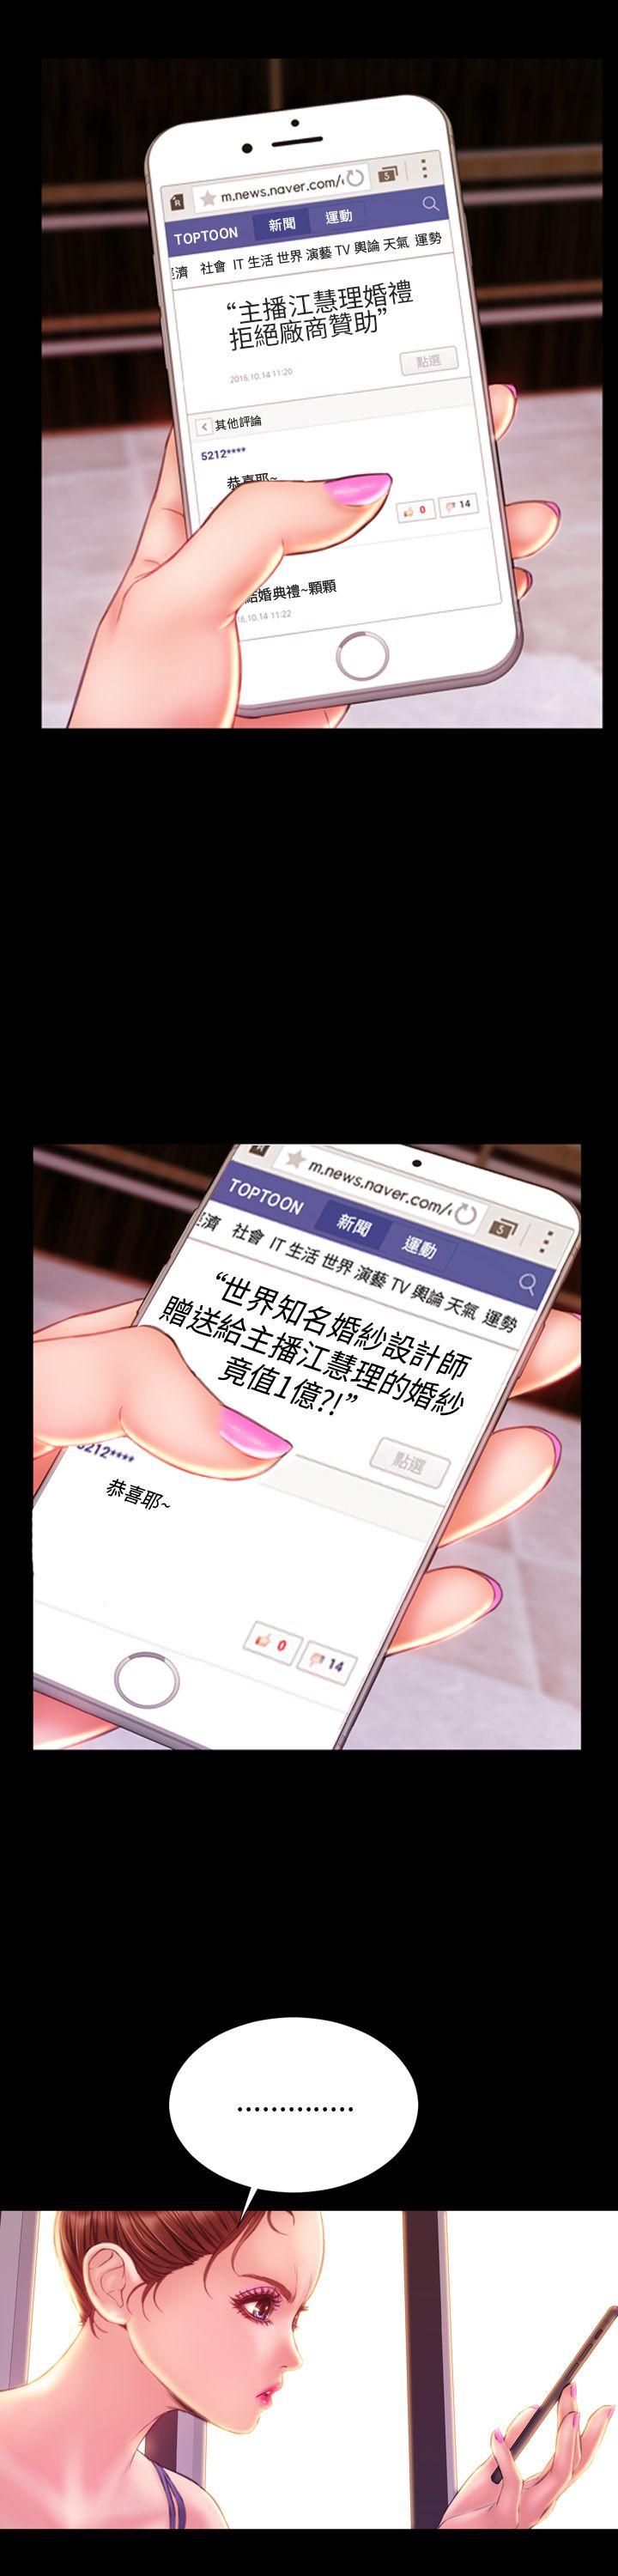 m.news.naver.com/
5
TOPTOON 新聞 運動
濟 社會 IT 生活 世界 演藝 TV 輿論 天氣 運勢
“主播江慧理婚禮
拒絕廠商贊助”
2016.10.14 11:20
點選
其他評論
5212****
恭喜耶~
0 14
結婚典禮~顆顆
16.10.14 11:22
m.news.naver.com/
5
TOPTOON 新聞 運動
濟 社會 IT 生活 世界 演藝 TV 輿論 天氣 運勢
“世界知名婚紗設計師
贈送給主播江慧理的婚紗
竟值1億?!”
點選
5212****
恭喜耶~
0 14
..............